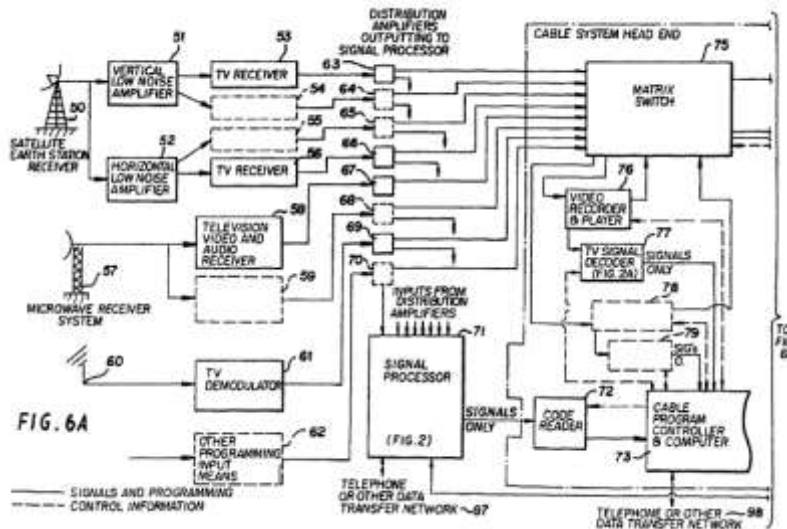 DISTRIBUTION
AMPLIFIERS
OUTPUTTING TO
SIGNAL PROCESSOR
51
VERTICAL
LOW NOISE
AMPLIFIER
53
TV RECEIVER
54
55
56
TV RECEIVER
50
SATELLITE
EARTH STATION
RECEIVER
52
HORIZONTAL
LOW NOISE
AMPLIFIER
63
64
65
66
67
68
69
70
58
TELEVISION
VIDEO AND
AUDIO
RECEIVER
59
57
MICROWAVE RECEIVER
SYSTEM
60
61
TV
DEMODULATOR
62
OTHER
PROGRAMMING
INPUT
MEANS
FIG. 6A
SIGNALS AND PROGRAMMING
CONTROL INFORMATION
INPUTS FROM
DISTRIBUTION
AMPLIFIERS
71
SIGNAL
PROCESSOR
(FIG.2)
SIGNALS
ONLY
TELEPHONE
OR OTHER DATA
TRANSFER NETWORK 97
CABLE SYSTEM HEAD END
75
MATRIX
SWITCH
76
VIDEO
RECORDER
& PLAYER
77
TV SIGNAL
DECODER
(FIG.2A)
SIGNALS
ONLY
78
79
SIG'S
O.
72
CODE
READER
CABLE
PROGRAM
CONTROLLER
& COMPUTER
73
TELEPHONE OR OTHER 98
DATA TRANSFER NETWORK
TO
FIG
6